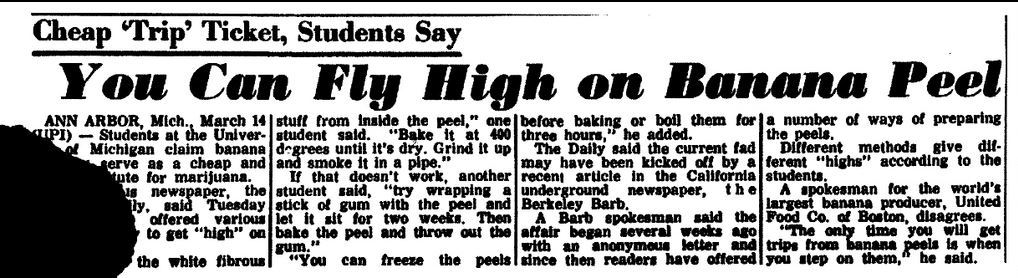 Cheap 'Trip' Ticket, Students Say
You Can Fly High on Banana Peel
ANN ARBOR, Mich., March 14
(UPI) — Students at the Univer-
of Michigan claim banana
serve as a cheap and
tute for marijuana.
newspaper, the
said Tuesday
offered various
to get "high" on
the white fibrous
stuff from inside the peel," one
student said. "Bake it at 400
degrees until it's dry. Grind it up
and smoke it in a pipe."
If that doesn't work, another
student said, "try wrapping a
stick of gum with the peel and
let it sit for two weeks. Then
bake the peel and throw out the
gum."
"You can freeze the peels
before baking or boil them for
three hours," he added.
The Daily said the current fad
may have been kicked off by a
recent article in the California
underground newspaper, the
Berkeley Barb.
A Barb spokesman said the
affair began several weeks ago
with an anonymous letter and
since then readers have offered
a number of ways of preparing
the peels.
Different methods give dif-
ferent "highs" according to the
students.
A spokesman for the world's
largest banana producer, United
Food Co. of Boston, disagrees.
"The only time you will get
trips from banana peels is when
you step on them," he said.